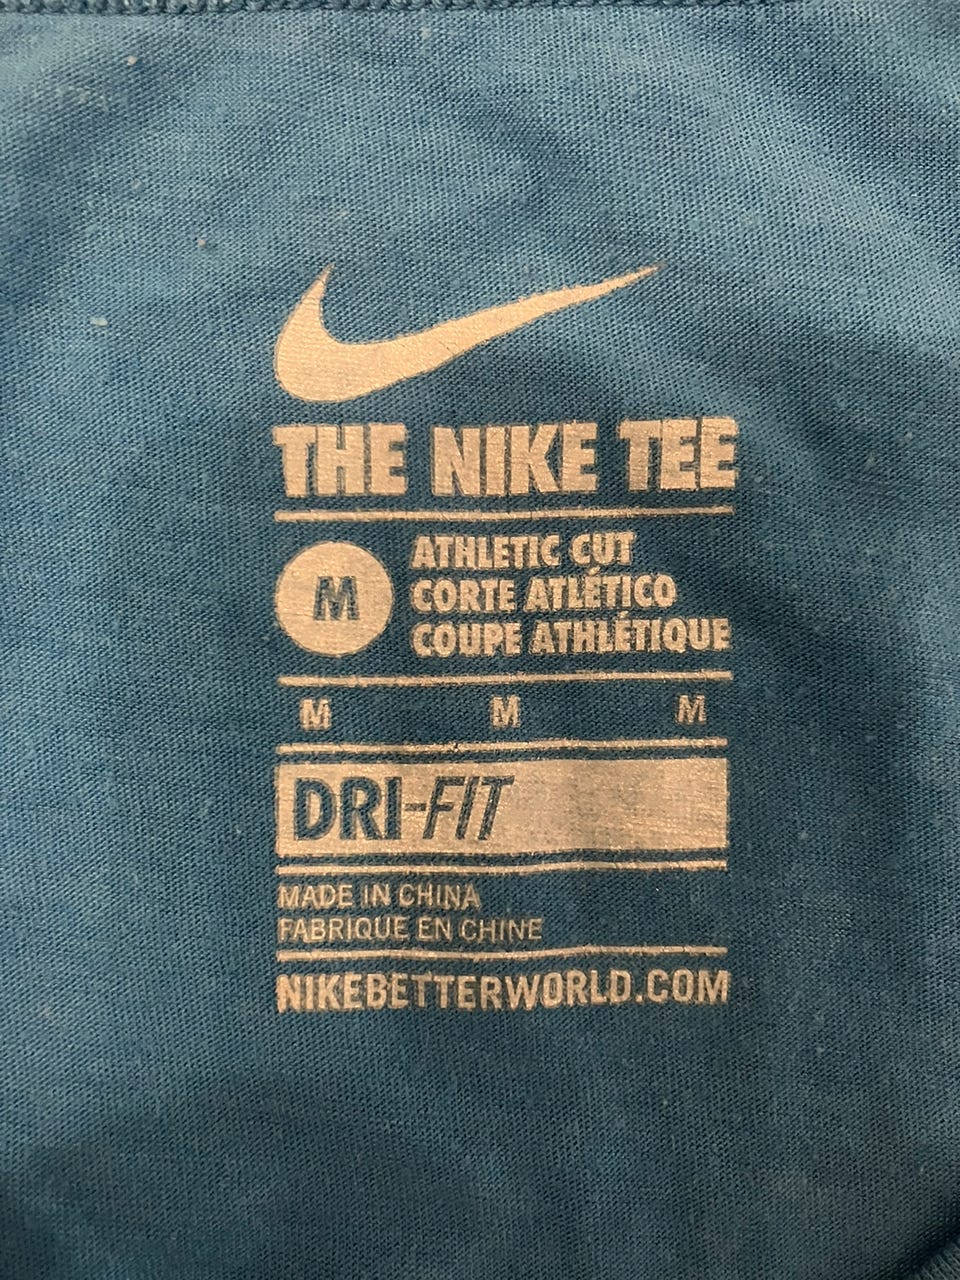 THE NIKE TEE
M
ATHLETIC CUT
CORTE ATLÉTICO
COUPE ATHLÉTIQUE
M M M
DRI-FIT
MADE IN CHINA
FABRIQUE EN CHINE
NIKEBETTERWORLD.COM